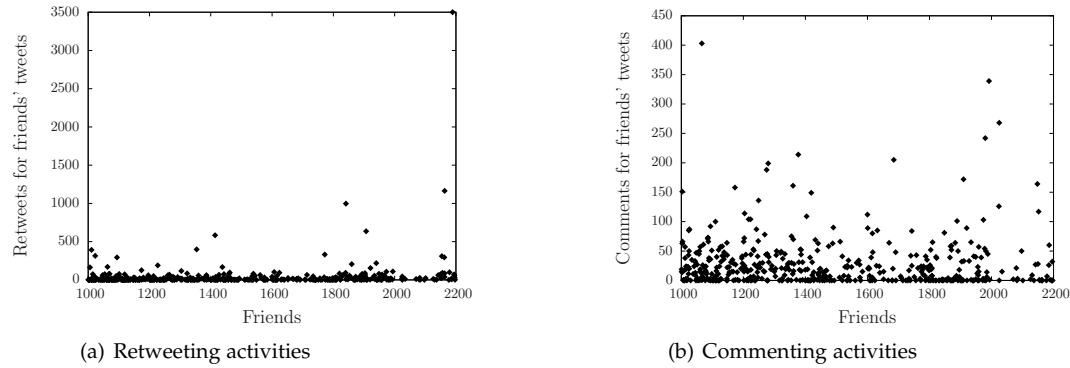 3500
3000
2500
2000
1500
1000
500
0
Retweets for friends' tweets
1000 1200 1400 1600 1800 2000 2200
Friends
(a) Retweeting activities
450
400
350
300
250
200
150
100
50
0
Comments for friends' tweets
1000 1200 1400 1600 1800 2000 2200
Friends
(b) Commenting activities